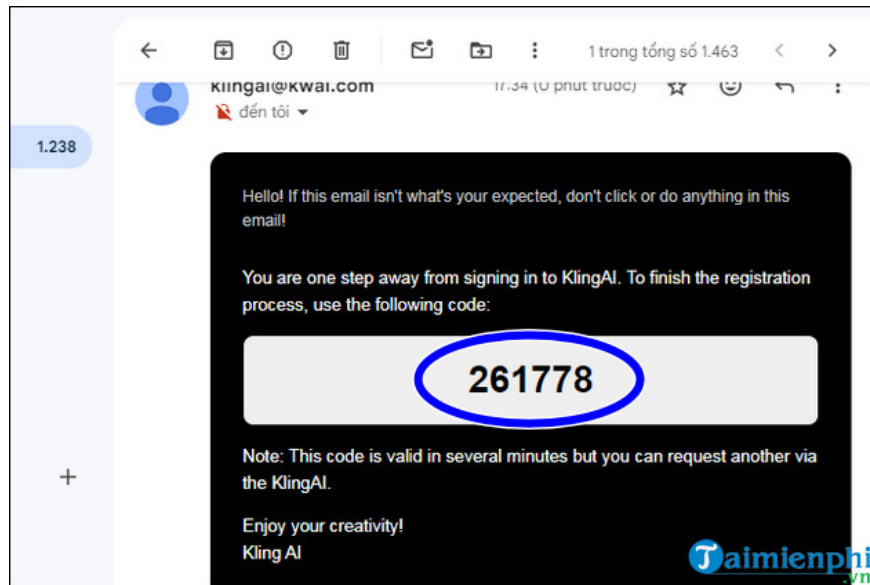 1 trong tổng số 1.463
klingai@kwai.com 17:34 (0 phút trước)
đến tôi
1.238
Hello! If this email isn't what's your expected, don't click or do anything in this
email!
You are one step away from signing in to KlingAI. To finish the registration
process, use the following code:
261778
Note: This code is valid in several minutes but you can request another via
the KlingAI.
Enjoy your creativity!
Kling AI
Taimienphi
.vn